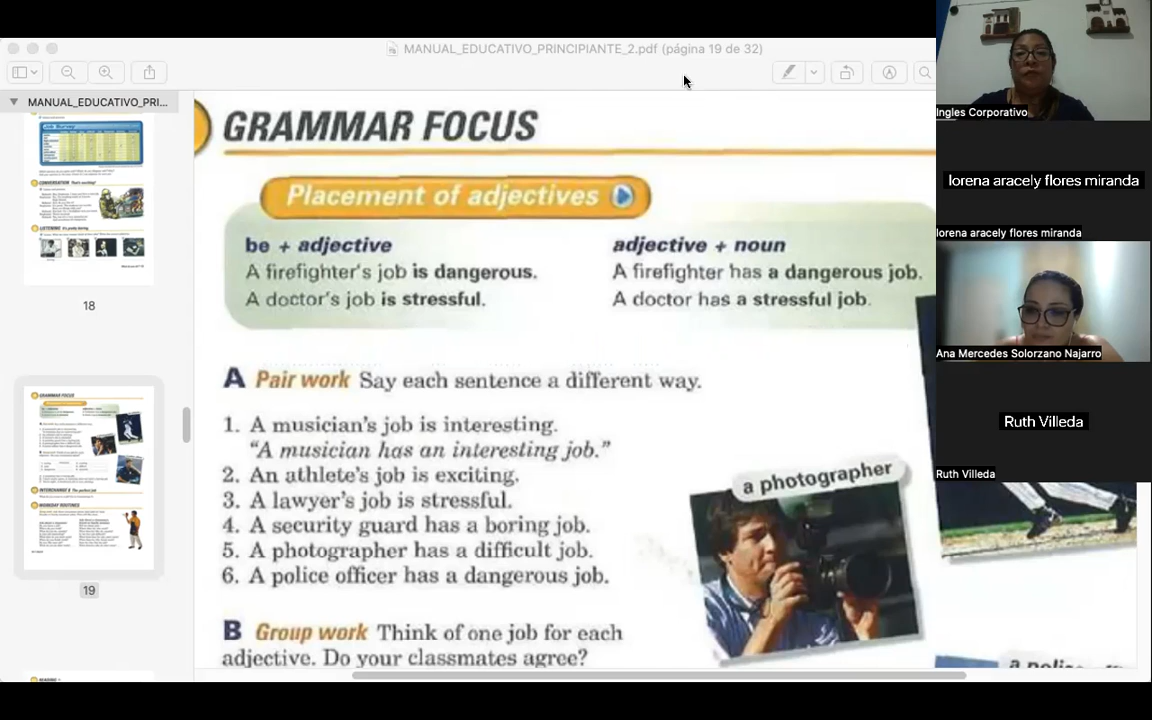 MANUAL_EDUCATIVO_PRINCIPIANTE_2.pdf (página 19 de 32)
MANUAL_EDUCATIVO_PRI...
18
19
GRAMMAR FOCUS
Placement of adjectives
be + adjective
A firefighter's job is dangerous.
A doctor's job is stressful.
adjective + noun
A firefighter has a dangerous job.
A doctor has a stressful job.
A Pair work Say each sentence a different way.
1. A musician's job is interesting.
"A musician has an interesting job."
2. An athlete's job is exciting.
3. A lawyer's job is stressful.
4. A security guard has a boring job.
5. A photographer has a difficult job.
6. A police officer has a dangerous job.
a photographer
B Group work Think of one job for each
adjective. Do your classmates agree?
Ingles Corporativo
lorena aracely flores miranda
lorena aracely flores miranda
Ana Mercedes Solorzano Najarro
Ruth Villeda
Ruth Villeda